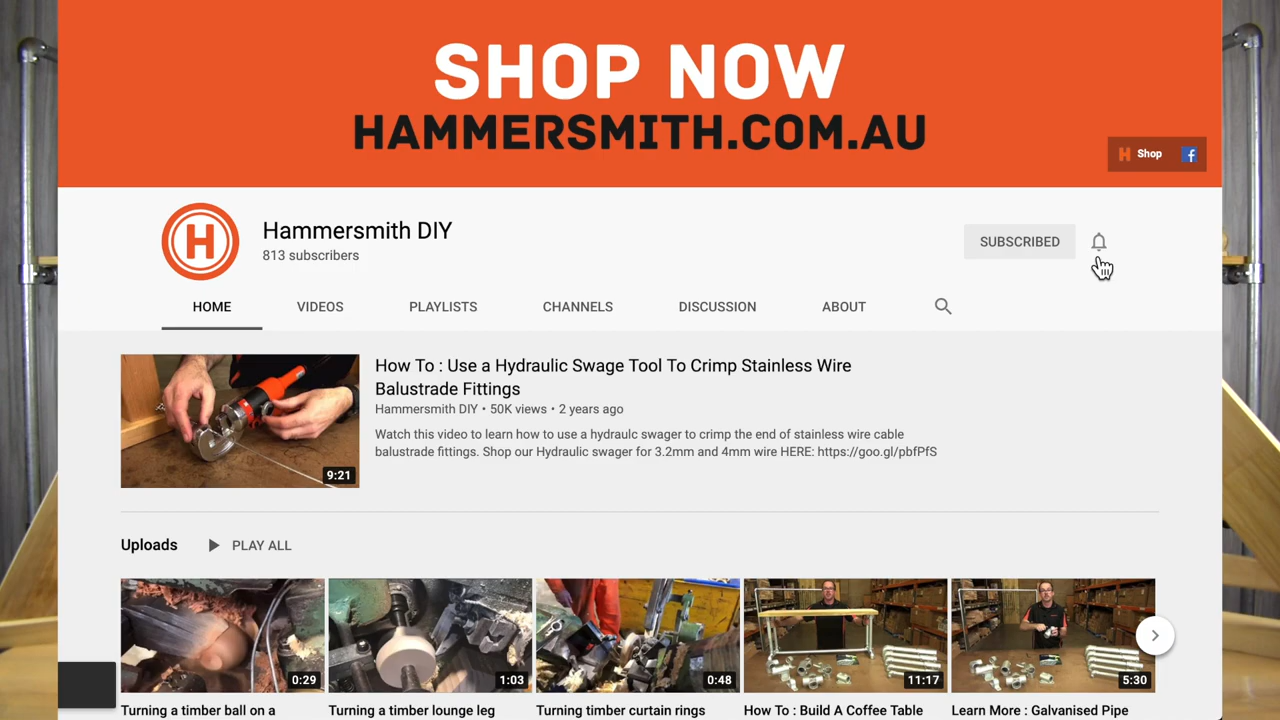 SHOP NOW
HAMMERSMITH.COM.AU
H Shop f
H
Hammersmith DIY
813 subscribers
SUBSCRIBED
HOME VIDEOS PLAYLISTS CHANNELS DISCUSSION ABOUT
How To : Use a Hydraulic Swage Tool To Crimp Stainless Wire
Balustrade Fittings
Hammersmith DIY • 50K views • 2 years ago
Watch this video to learn how to use a hydraulc swager to crimp the end of stainless wire cable
balustrade fittings. Shop our Hydraulic swager for 3.2mm and 4mm wire HERE: https://goo.gl/pbfPfS
9:21
Uploads PLAY ALL
0:29 1:03 0:48 11:17 5:30
Turning a timber ball on a Turning a timber lounge leg Turning timber curtain rings How To : Build A Coffee Table Learn More : Galvanised Pipe